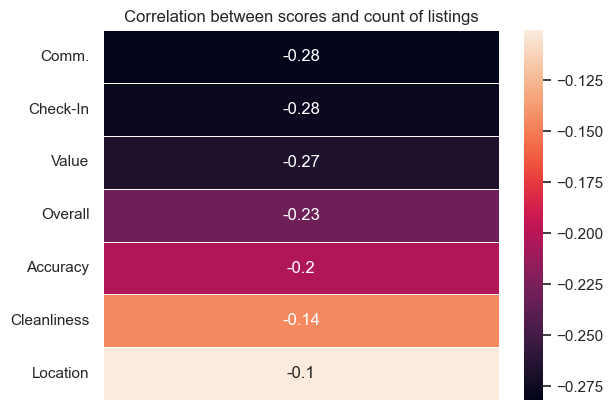 Correlation between scores and count of listings
Comm.
-0.28
Check-In
-0.28
Value
-0.27
Overall
-0.23
Accuracy
-0.2
Cleanliness
-0.14
Location
-0.1
−0.125
−0.150
−0.175
−0.200
−0.225
−0.250
−0.275